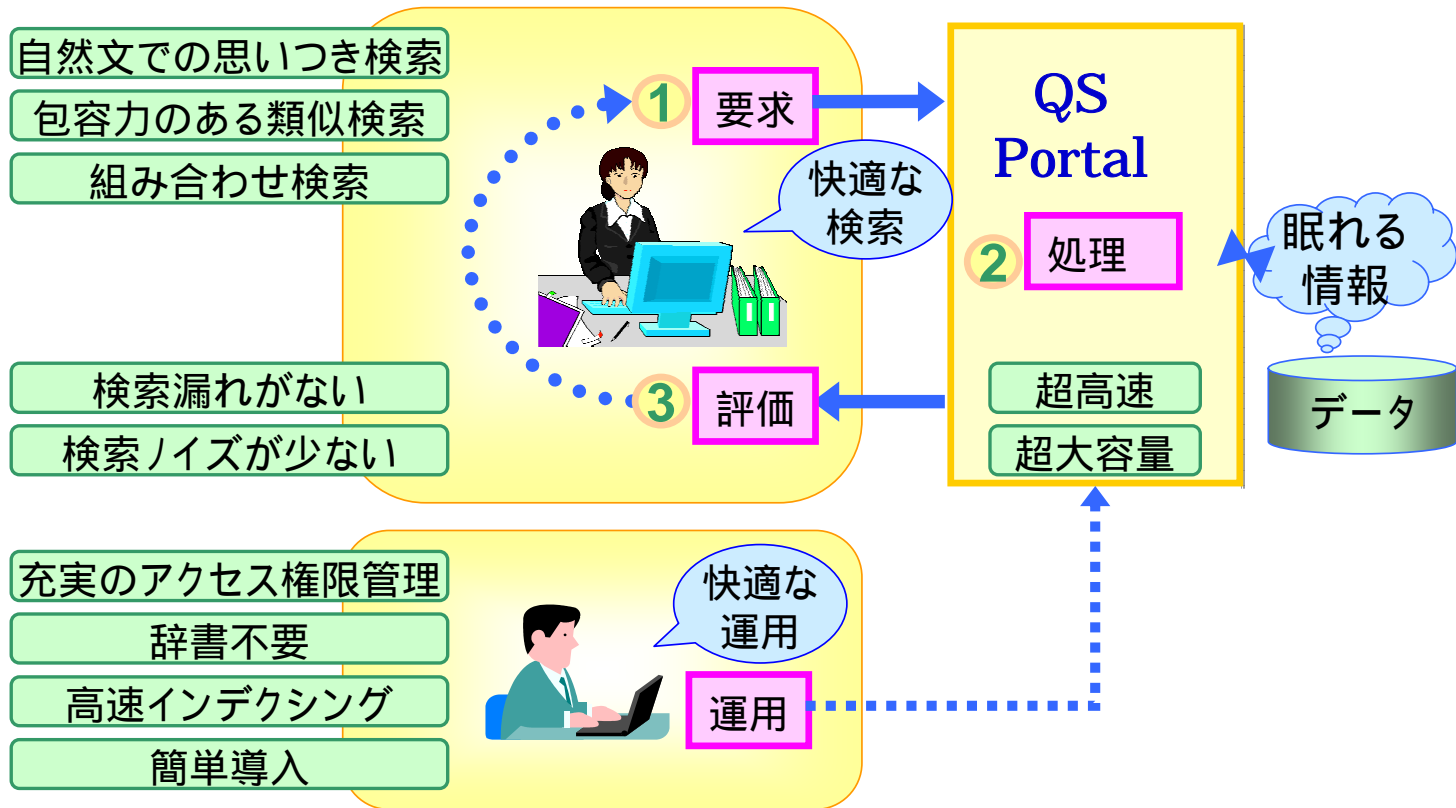 自然文での思いつき検索
包容力のある類似検索
組み合わせ検索
検索漏れがない
検索ノイズが少ない
1
要求
快適な
検索
3
評価
QS
Portal
2
処理
超高速
超大容量
眠れる
情報
データ
充実のアクセス権限管理
辞書不要
高速インデクシング
簡単導入
快適な
運用
運用